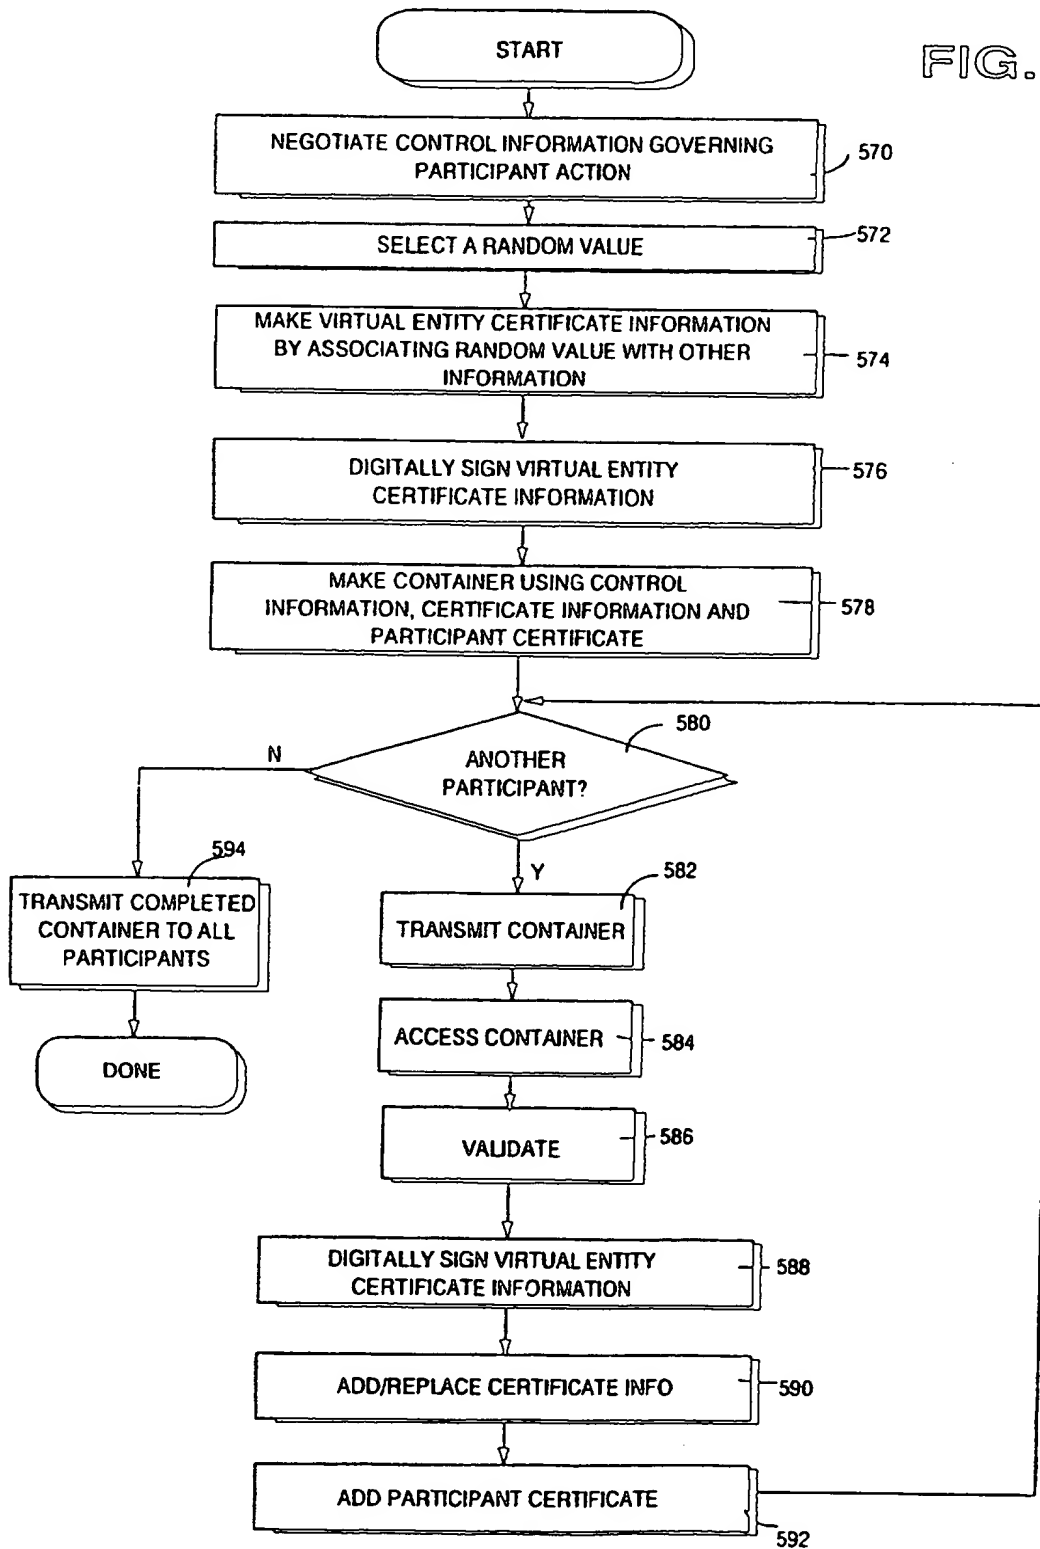 START
FIG.
NEGOTIATE CONTROL INFORMATION GOVERNING
PARTICIPANT ACTION
570
SELECT A RANDOM VALUE
572
MAKE VIRTUAL ENTITY CERTIFICATE INFORMATION
BY ASSOCIATING RANDOM VALUE WITH OTHER
INFORMATION
574
DIGITALLY SIGN VIRTUAL ENTITY
CERTIFICATE INFORMATION
576
MAKE CONTAINER USING CONTROL
INFORMATION, CERTIFICATE INFORMATION AND
PARTICIPANT CERTIFICATE
578
580
N
ANOTHER
PARTICIPANT?
594
Y
TRANSMIT COMPLETED
CONTAINER TO ALL
PARTICIPANTS
582
TRANSMIT CONTAINER
ACCESS CONTAINER
584
DONE
VALIDATE
586
DIGITALLY SIGN VIRTUAL ENTITY
CERTIFICATE INFORMATION
588
ADD/REPLACE CERTIFICATE INFO
590
ADD PARTICIPANT CERTIFICATE
592